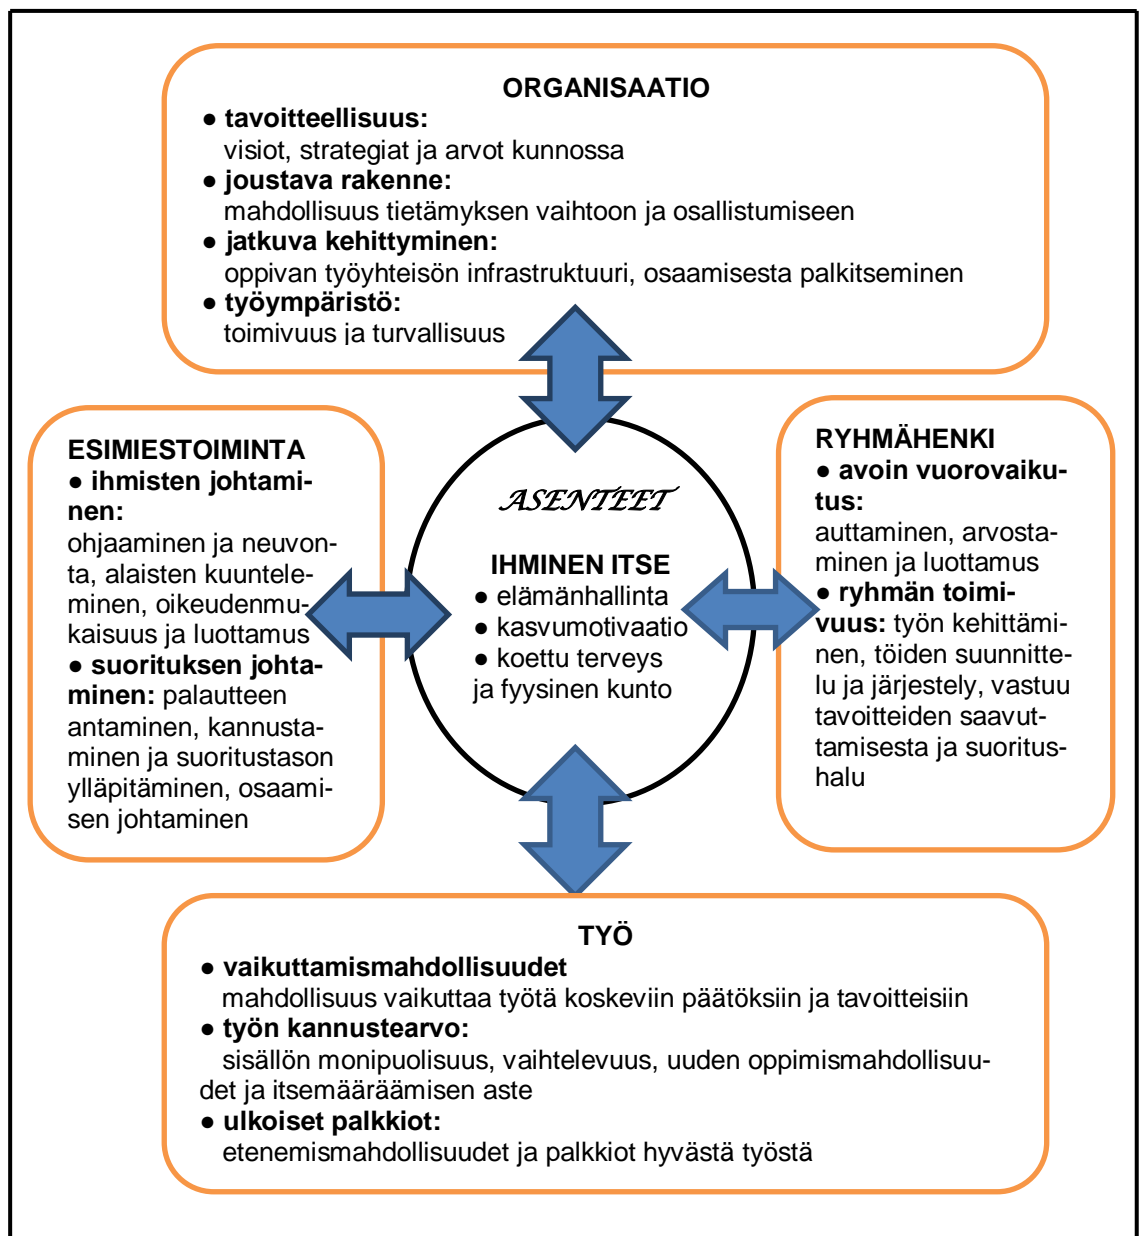 ORGANISAATIO
● tavoitteellisuus:
visiot, strategiat ja arvot kunnossa
● joustava rakenne:
mahdollisuus tietämyksen vaihtoon ja osallistumiseen
● jatkuva kehittyminen:
oppivan työyhteisön infrastruktuuri, osaamisesta palkitseminen
● työympäristö:
toimivuus ja turvallisuus
ESIMIESTOIMINTA
● ihmisten johtami-
nen:
ohjaaminen ja neuvon-
ta, alaisten kuuntele-
minen, oikeudenmu-
kaisuus ja luottamus
● suorituksen johta-
minen: palautteen
antaminen, kannusta-
minen ja suoritustason
ylläpitäminen, osaami-
sen johtaminen
ASENTEET
IHMINEN ITSE
● elämänhallinta
● kasvumotivaatio
● koettu terveys
ja fyysinen kunto
RYHMÄHENKI
● avoin vuorovaiku-
tus:
auttaminen, arvosta-
minen ja luottamus
● ryhmän toimi-
vuus: työn kehittämi-
nen, töiden suunnitte-
lu ja järjestely, vastuu
tavoitteiden saavut-
tamisesta ja suoritus-
halu
TYÖ
● vaikuttamismahdollisuudet
mahdollisuus vaikuttaa työtä koskeviin päätöksiin ja tavoitteisiin
● työn kannustearvo:
sisällön monipuolisuus, vaihtelevuus, uuden oppimismahdollisuu-
det ja itsemääräämisen aste
● ulkoiset palkkiot:
etenemismahdollisuudet ja palkkiot hyvästä työstä